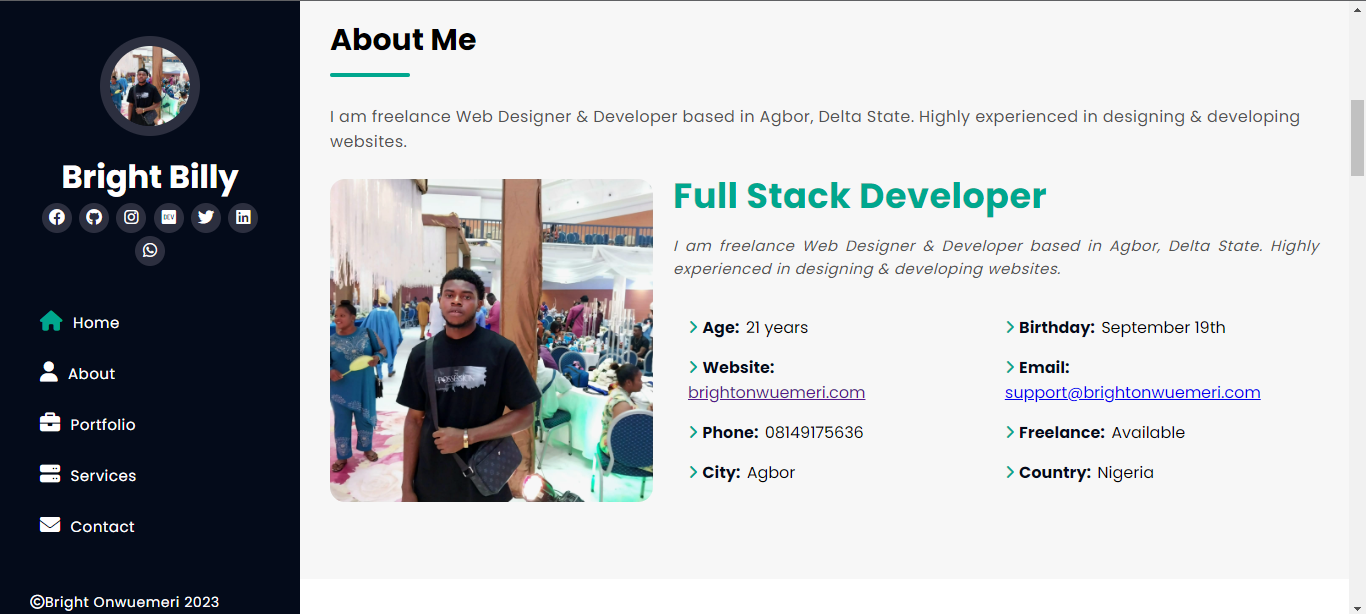 Bright Billy
DEV
Home
About
Portfolio
Services
Contact
©Bright Onwuemeri 2023
About Me
I am freelance Web Designer & Developer based in Agbor, Delta State. Highly experienced in designing & developing
websites.
POSSESSION
Full Stack Developer
I am freelance Web Designer & Developer based in Agbor, Delta State. Highly
experienced in designing & developing websites.
Age: 21 years
Birthday: September 19th
Website:
brightonwuemeri.com
Email:
support@brightonwuemeri.com
Phone: 08149175636
Freelance: Available
City: Agbor
Country: Nigeria